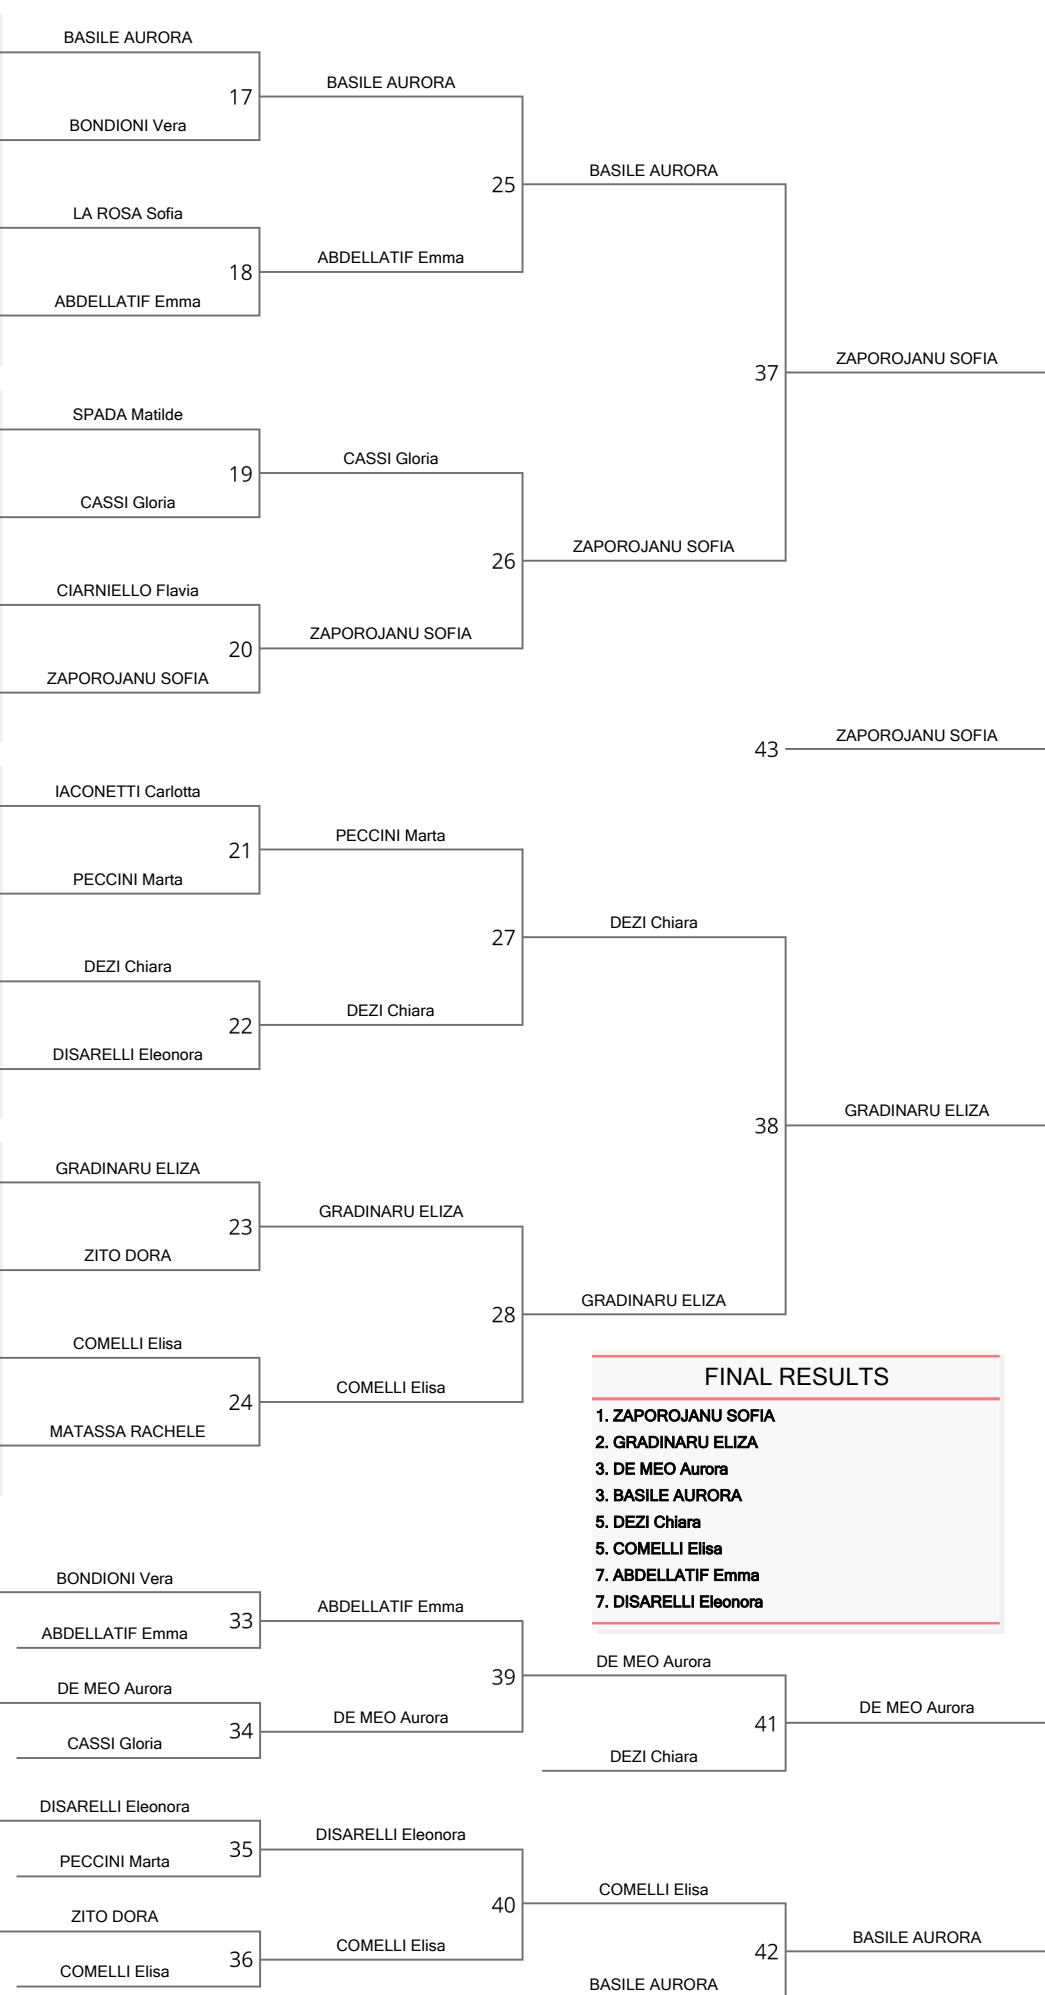 BASILE AURORA
17
BASILE AURORA
BONDIONI Vera
25
BASILE AURORA
LA ROSA Sofia
18
ABDELLATIF Emma
ABDELLATIF Emma
37
ZAPOROJANU SOFIA
SPADA Matilde
19
CASSI Gloria
CASSI Gloria
26
ZAPOROJANU SOFIA
CIARNIELLO Flavia
20
ZAPOROJANU SOFIA
ZAPOROJANU SOFIA
43
ZAPOROJANU SOFIA
IACONETTI Carlotta
21
PECCINI Marta
PECCINI Marta
27
DEZI Chiara
DEZI Chiara
22
DEZI Chiara
DISARELLI Eleonora
38
GRADINARU ELIZA
GRADINARU ELIZA
23
GRADINARU ELIZA
ZITO DORA
28
GRADINARU ELIZA
COMELLI Elisa
24
COMELLI Elisa
MATASSA RACHELE
FINAL RESULTS
1. ZAPOROJANU SOFIA
2. GRADINARU ELIZA
3. DE MEO Aurora
3. BASILE AURORA
5. DEZI Chiara
5. COMELLI Elisa
7. ABDELLATIF Emma
7. DISARELLI Eleonora
BONDIONI Vera
33
ABDELLATIF Emma
ABDELLATIF Emma
39
DE MEO Aurora
DE MEO Aurora
34
DE MEO Aurora
CASSI Gloria
41
DE MEO Aurora
DEZI Chiara
DISARELLI Eleonora
35
DISARELLI Eleonora
PECCINI Marta
40
COMELLI Elisa
ZITO DORA
36
COMELLI Elisa
COMELLI Elisa
42
BASILE AURORA
BASILE AURORA